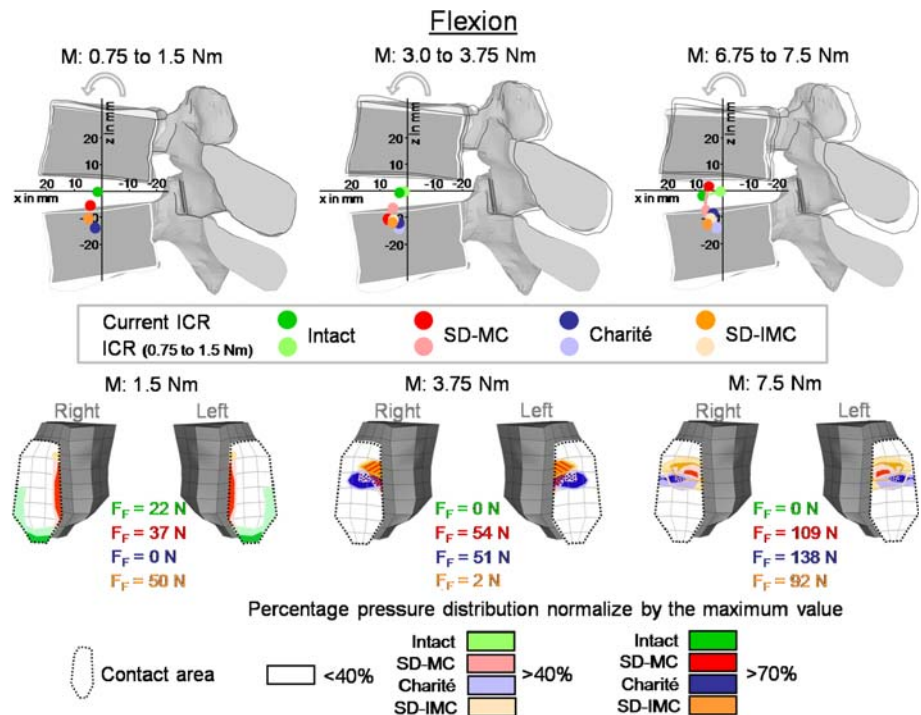 Flexion
M: 0.75 to 1.5 Nm
M: 3.0 to 3.75 Nm
M: 6.75 to 7.5 Nm
z in mm
z in mm
z in mm
20
20
20
10
10
10
20 10 -10 -20
20 10 -10 -20
20 10 -10 -20
x in mm
x in mm
x in mm
-20
-20
-20
Current ICR
ICR (0.75 to 1.5 Nm)
Intact
SD-MC
Charité
SD-IMC
M: 1.5 Nm
M: 3.75 Nm
M: 7.5 Nm
Right Left
Right Left
Right Left
FF = 22 N
FF = 37 N
FF = 0 N
FF = 50 N
FF = 0 N
FF = 54 N
FF = 51 N
FF = 2 N
FF = 0 N
FF = 109 N
FF = 138 N
FF = 92 N
Percentage pressure distribution normalize by the maximum value
Contact area
<40%
Intact
SD-MC
Charité
SD-IMC
>40%
Intact
SD-MC
Charité
SD-IMC
>70%